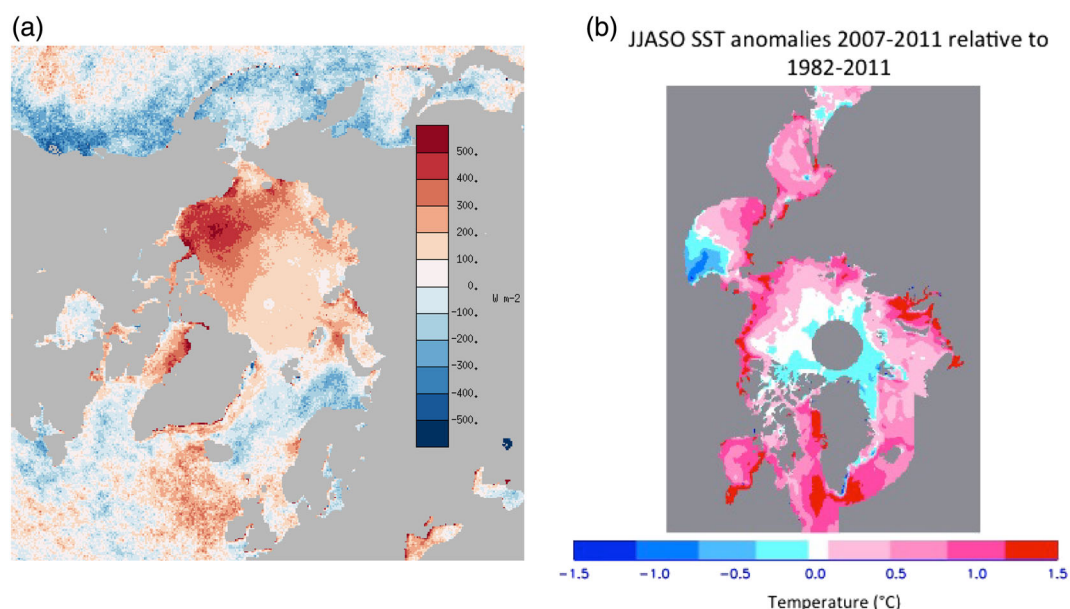 (a)
500.
400.
300.
200.
100.
0.
-100.
-200.
-300.
-400.
-500.
W m-2
(b)
JJASO SST anomalies 2007-2011 relative to
1982-2011
-1.5 -1.0 -0.5 0.0 0.5 1.0 1.5
Temperature (°C)